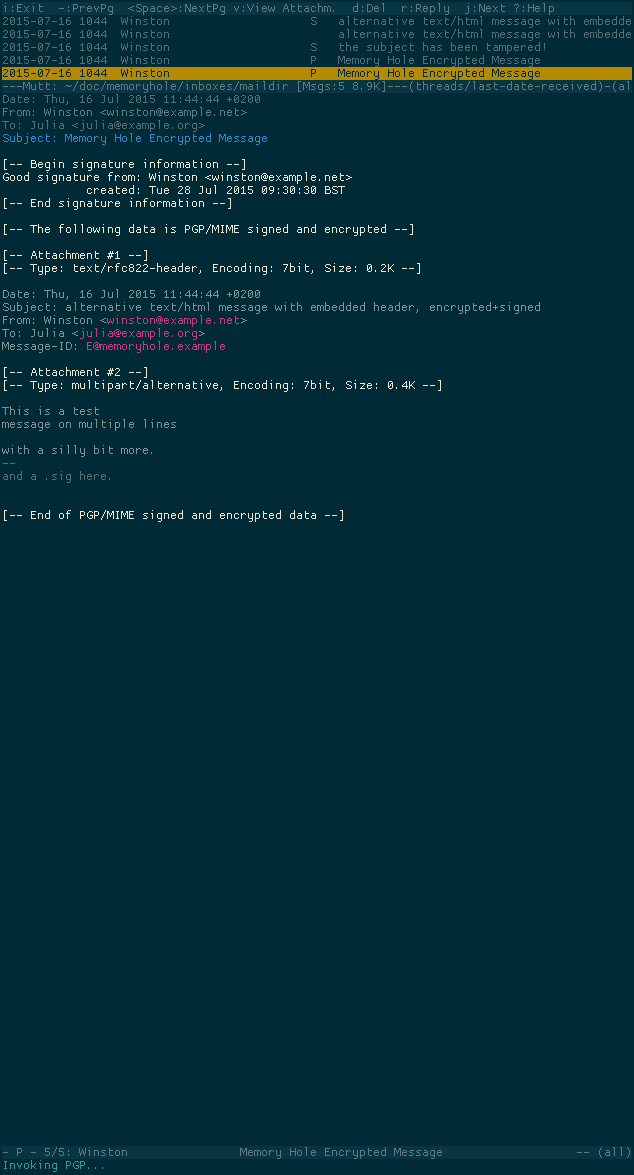 i:Exit  -:PrevPg  <Space>:NextPg v:View Attachm.  d:Del  r:Reply  j:Next ?:Help
2015-07-16 1044  Winston                    S   alternative text/html message with embedde
2015-07-16 1044  Winston                        alternative text/html message with embedde
2015-07-16 1044  Winston                    S   the subject has been tampered!
2015-07-16 1044  Winston                    P   Memory Hole Encrypted Message
2015-07-16 1044  Winston                    P   Memory Hole Encrypted Message
---Mutt: ~/doc/memoryhole/inboxes/maildir [Msgs:5 8.9K]---(threads/last-date-received)-(al
Date: Thu, 16 Jul 2015 11:44:44 +0200
From: Winston <winston@example.net>
To: Julia <julia@example.org>
Subject: Memory Hole Encrypted Message
[-- Begin signature information --]
Good signature from: Winston <winston@example.net>
            created: Tue 28 Jul 2015 09:30:30 BST
[-- End signature information --]
[-- The following data is PGP/MIME signed and encrypted --]
[-- Attachment #1 --]
[-- Type: text/rfc822-header, Encoding: 7bit, Size: 0.2K --]
Date: Thu, 16 Jul 2015 11:44:44 +0200
Subject: alternative text/html message with embedded header, encrypted+signed
From: Winston <winston@example.net>
To: Julia <julia@example.org>
Message-ID: E@memoryhole.example
[-- Attachment #2 --]
[-- Type: multipart/alternative, Encoding: 7bit, Size: 0.4K --]
This is a test
message on multiple lines
with a silly bit more.
--
and a .sig here.
[-- End of PGP/MIME signed and encrypted data --]
- P - 5/5: Winston                Memory Hole Encrypted Message                   -- (all)
Invoking PGP...